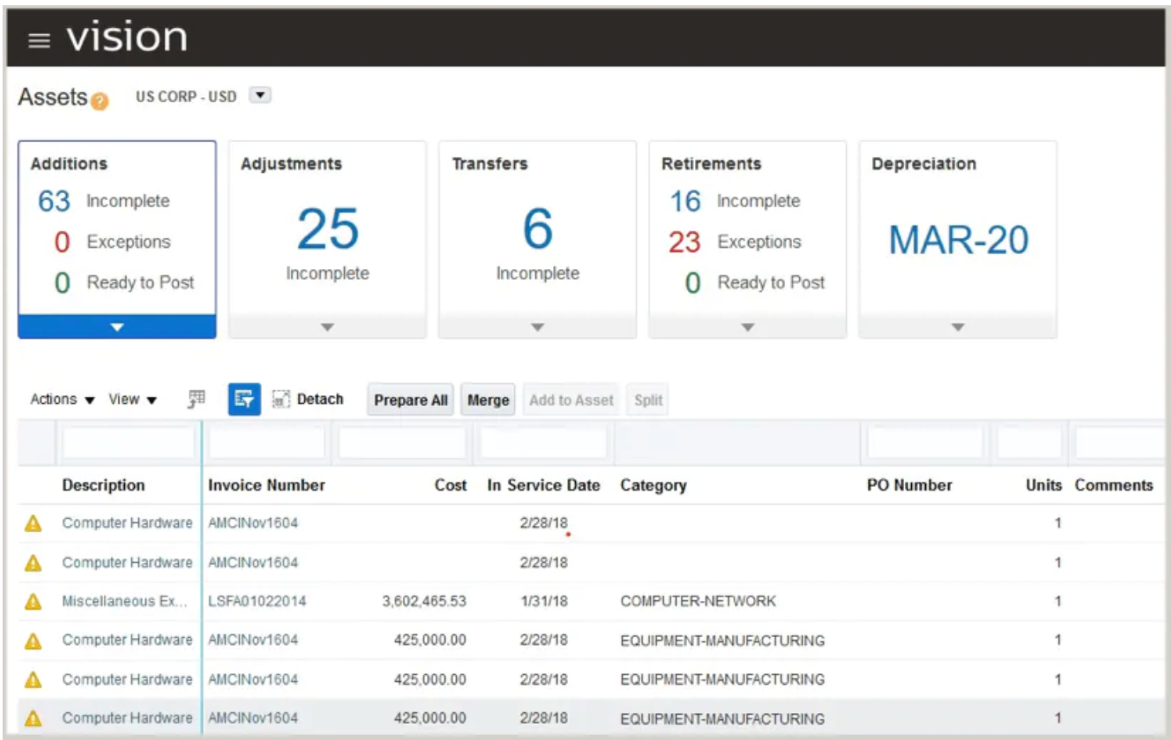 vision
Assets ? US CORP - USD
Additions
63 Incomplete
0 Exceptions
0 Ready to Post
Adjustments
25
Incomplete
Transfers
6
Incomplete
Retirements
16 Incomplete
23 Exceptions
0 Ready to Post
Depreciation
MAR-20
Actions View Detach Prepare All Merge Add to Asset Split
Description Invoice Number Cost In Service Date Category PO Number Units Comments
Computer Hardware AMCINov1604 2/28/18 1
Computer Hardware AMCINov1604 2/28/18 1
Miscellaneous Ex... LSFA01022014 3,602,465.53 1/31/18 COMPUTER-NETWORK 1
Computer Hardware AMCINov1604 425,000.00 2/28/18 EQUIPMENT-MANUFACTURING 1
Computer Hardware AMCINov1604 425,000.00 2/28/18 EQUIPMENT-MANUFACTURING 1
Computer Hardware AMCINov1604 425,000.00 2/28/18 EQUIPMENT-MANUFACTURING 1